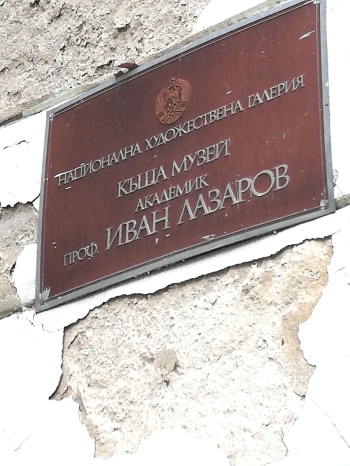 НАЦИОНАЛНА ХУДОЖЕСТВЕНА ГАЛЕРИЯ
КЪЩА МУЗЕЙ
АКАДЕМИК
ПРОФ. ИВАН ЛАЗАРОВ